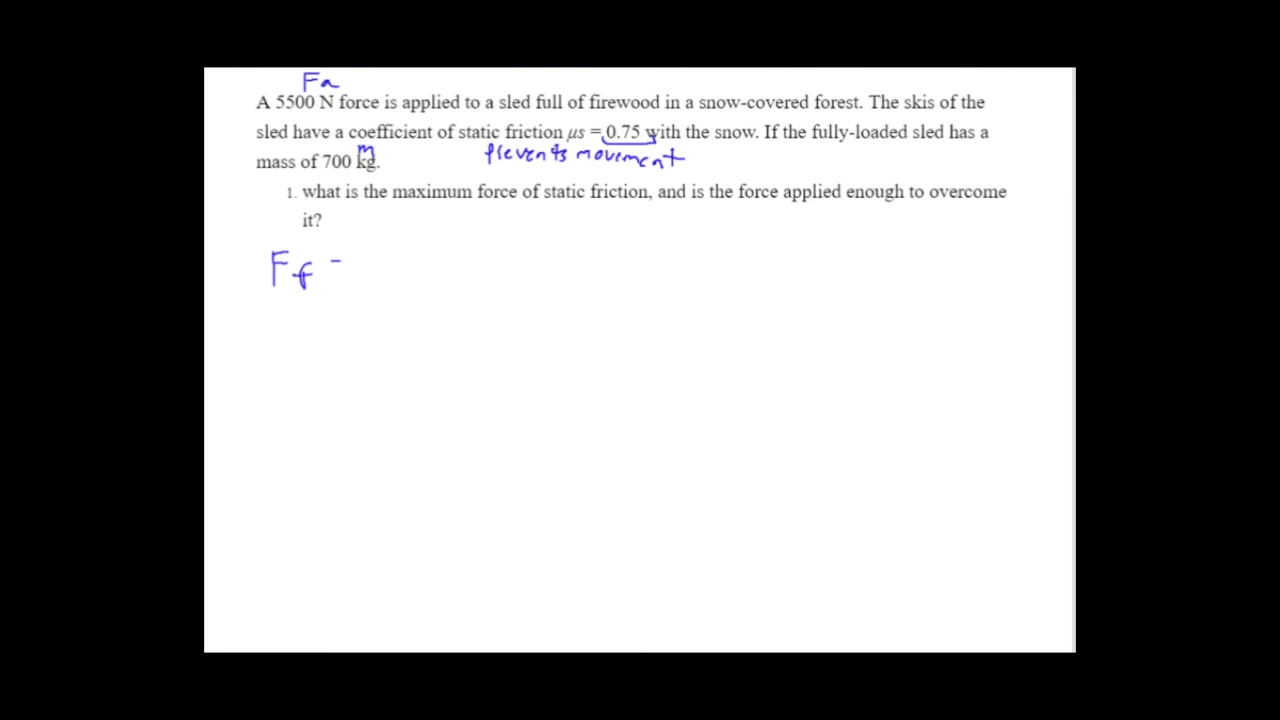 Fa
A 5500 N force is applied to a sled full of firewood in a snow-covered forest. The skis of the
sled have a coefficient of static friction μs = 0.75 with the snow. If the fully-loaded sled has a
m
mass of 700 kg.
prevents movement
1. what is the maximum force of static friction, and is the force applied enough to overcome
it?
Ff -